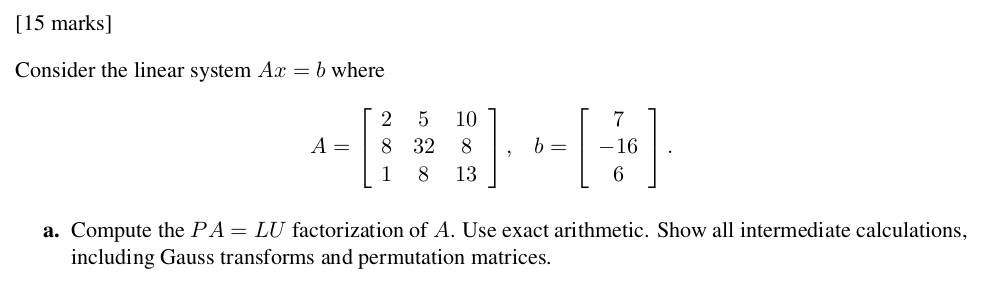 [15 marks]
Consider the linear system Ax = b where
A = [ 2 5 10 ; 8 32 8 ; 1 8 13 ], b = [ 7 ; −16 ; 6 ].
a. Compute the PA = LU factorization of A. Use exact arithmetic. Show all intermediate calculations,
including Gauss transforms and permutation matrices.